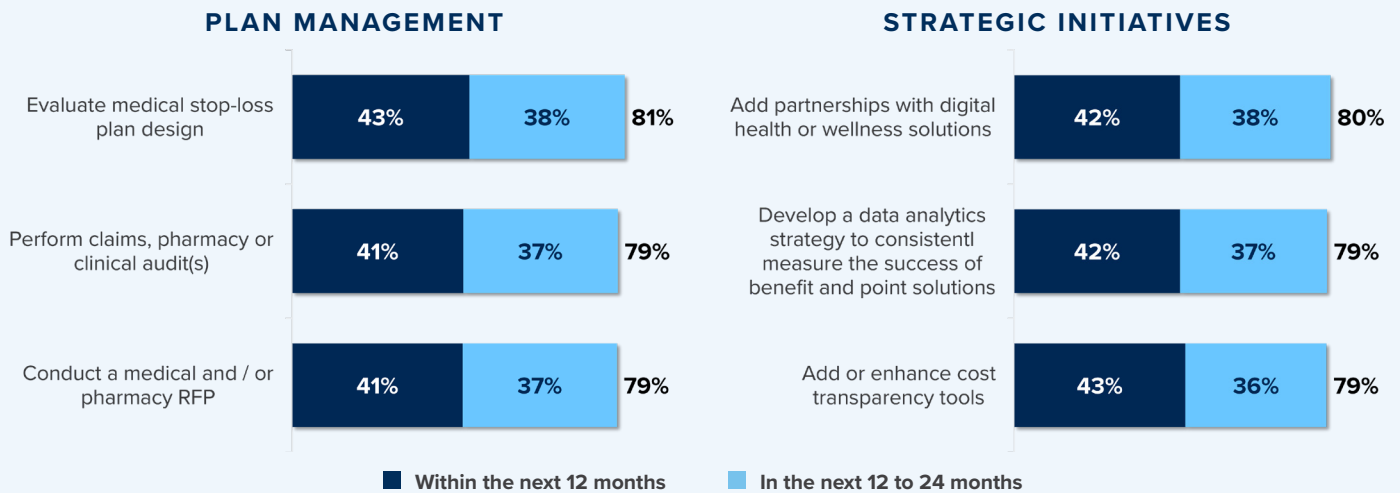 PLAN MANAGEMENT
Evaluate medical stop-loss
plan design
43%
38%
81%
Perform claims, pharmacy or
clinical audit(s)
41%
37%
79%
Conduct a medical and / or
pharmacy RFP
41%
37%
79%
STRATEGIC INITIATIVES
Add partnerships with digital
health or wellness solutions
42%
38%
80%
Develop a data analytics
strategy to consistentl
measure the success of
benefit and point solutions
42%
37%
79%
Add or enhance cost
transparency tools
43%
36%
79%
Within the next 12 months
In the next 12 to 24 months